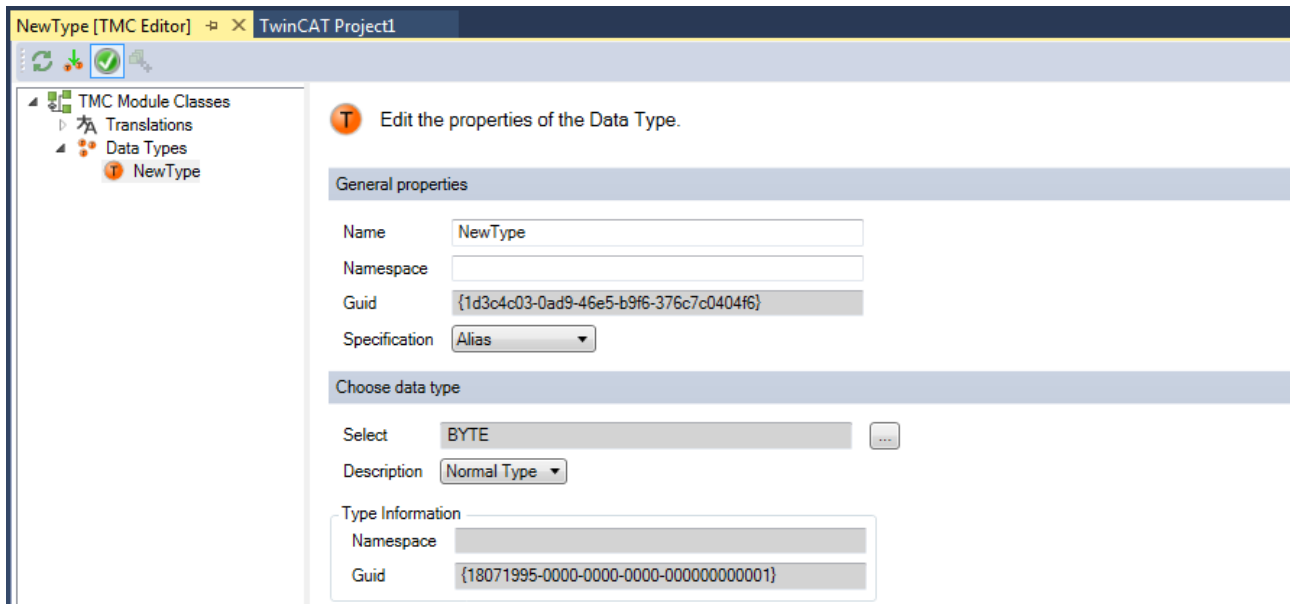 NewType [TMC Editor] TwinCAT Project1
TMC Module Classes
Translations
Data Types
NewType
Edit the properties of the Data Type.
General properties
Name NewType
Namespace
Guid {1d3c4c03-0ad9-46e5-b9f6-376c7c0404f6}
Specification Alias
Choose data type
Select BYTE ...
Description Normal Type
Type Information
Namespace
Guid {18071995-0000-0000-0000-000000000001}